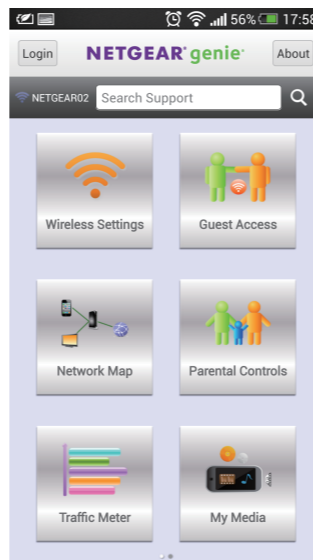 56% 17:58
Login NETGEAR® genie® About
NETGEAR02 Search Support
Wireless Settings Guest Access
Network Map Parental Controls
Traffic Meter My Media